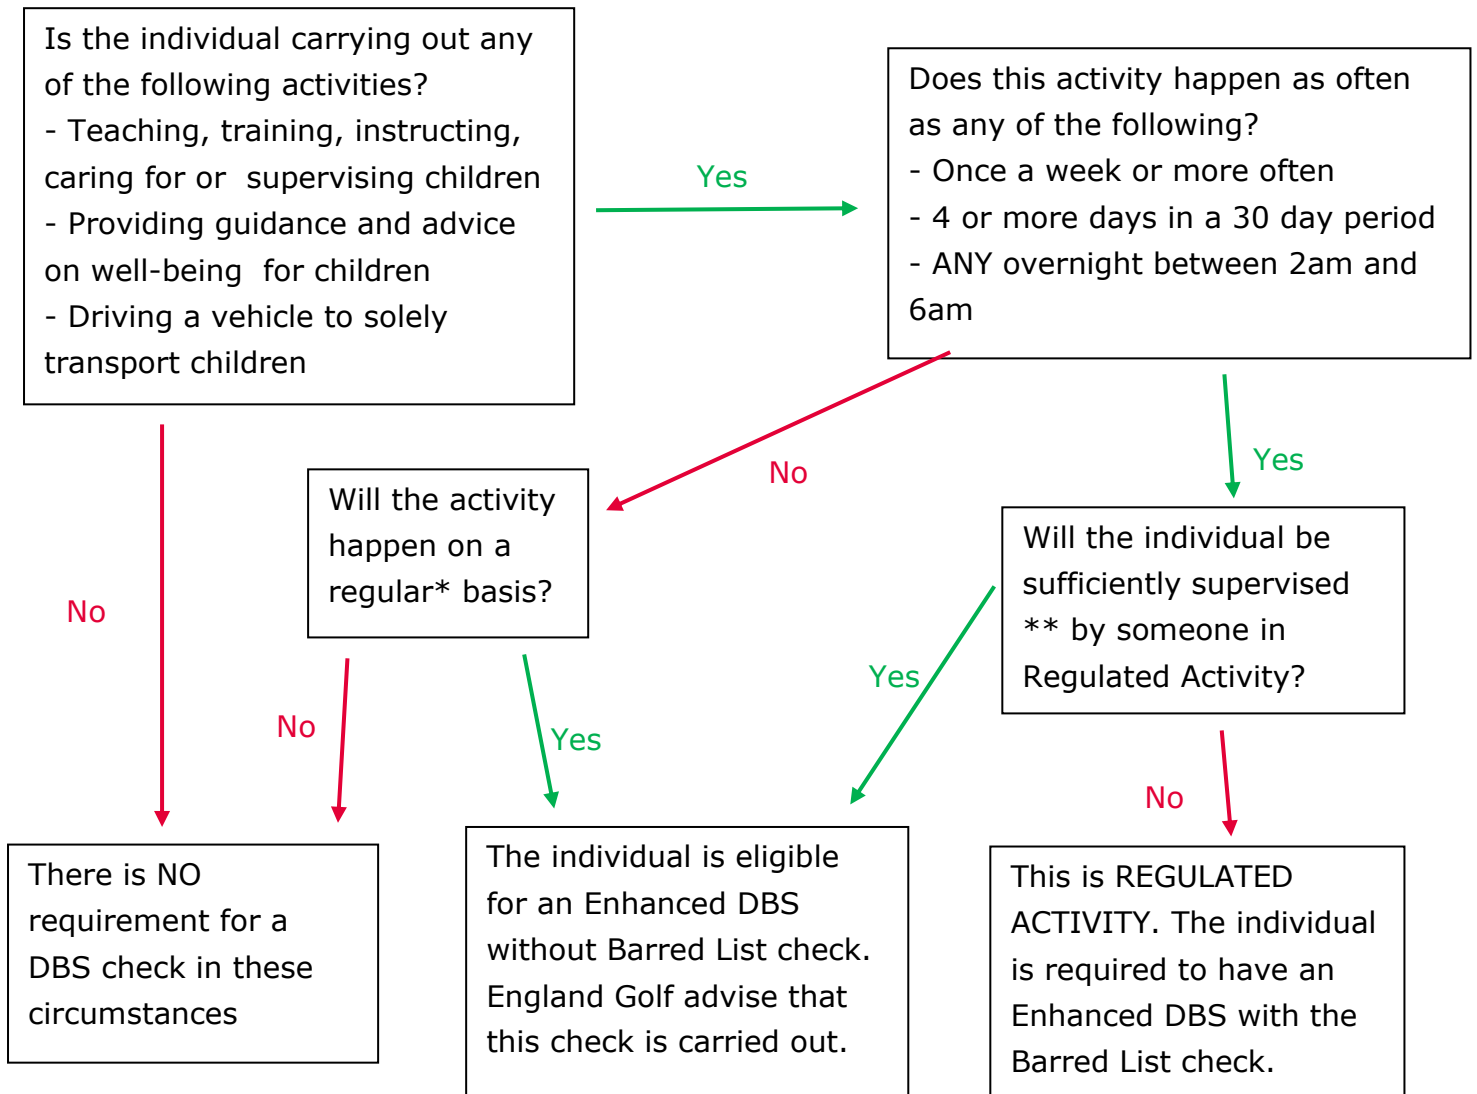 Is the individual carrying out any
of the following activities?
- Teaching, training, instructing,
caring for or  supervising children
- Providing guidance and advice
on well-being  for children
- Driving a vehicle to solely
transport children
Yes
Does this activity happen as often
as any of the following?
- Once a week or more often
- 4 or more days in a 30 day period
- ANY overnight between 2am and
6am
No
No
Yes
Will the activity
happen on a
regular* basis?
Will the individual be
sufficiently supervised
** by someone in
Regulated Activity?
No
Yes
Yes
No
There is NO
requirement for a
DBS check in these
circumstances
The individual is eligible
for an Enhanced DBS
without Barred List check.
England Golf advise that
this check is carried out.
This is REGULATED
ACTIVITY. The individual
is required to have an
Enhanced DBS with the
Barred List check.